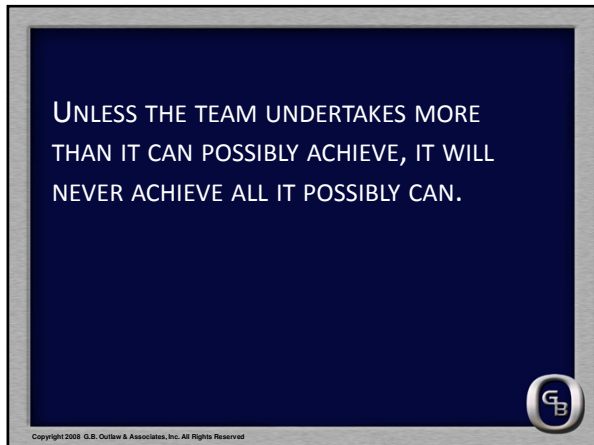 UNLESS THE TEAM UNDERTAKES MORE
THAN IT CAN POSSIBLY ACHIEVE, IT WILL
NEVER ACHIEVE ALL IT POSSIBLY CAN.
GB
Copyright 2008 G.B. Outlaw & Associates, Inc. All Rights Reserved